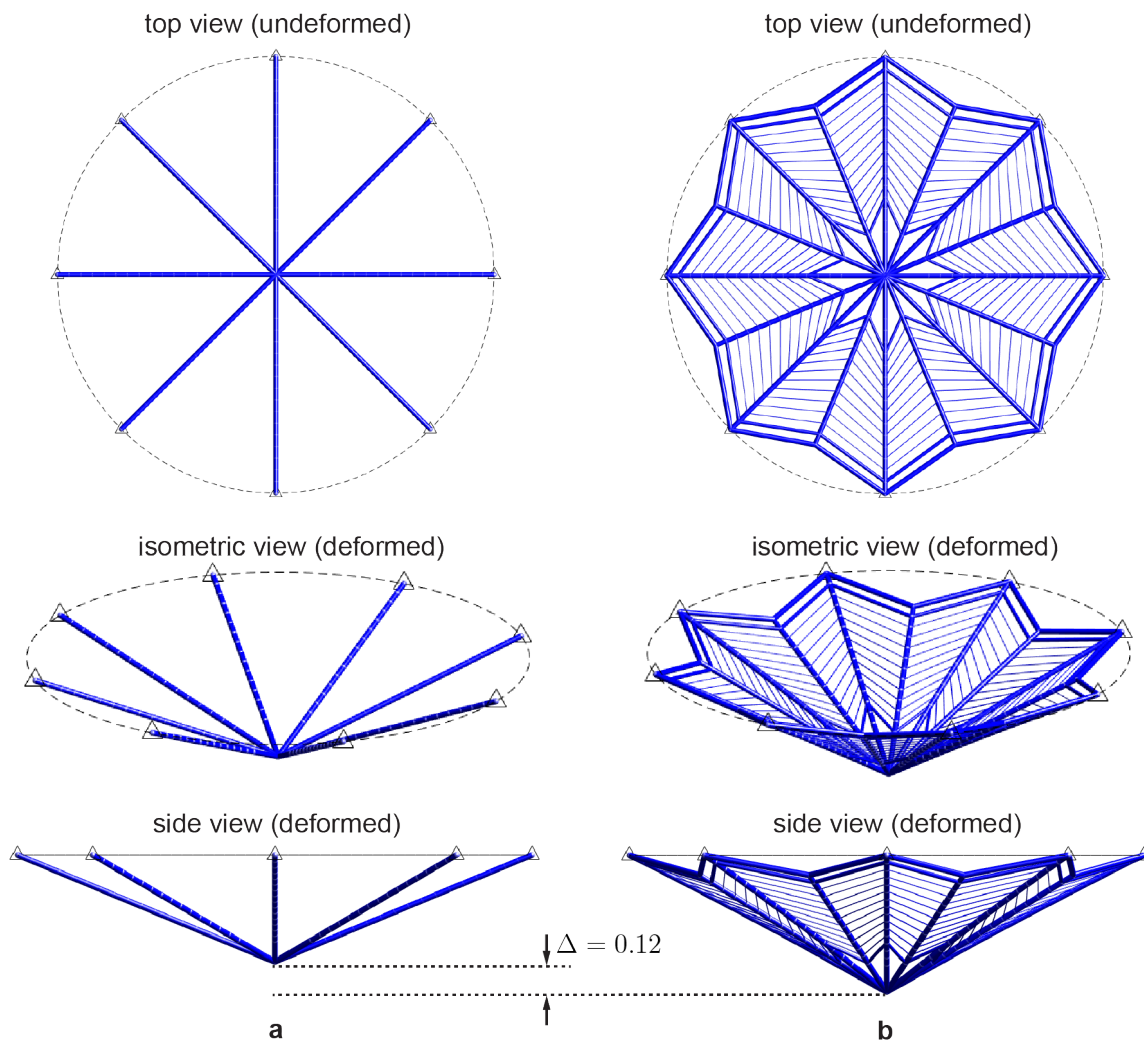 top view (undeformed)
top view (undeformed)
isometric view (deformed)
isometric view (deformed)
side view (deformed)
side view (deformed)
Δ = 0.12
a
b